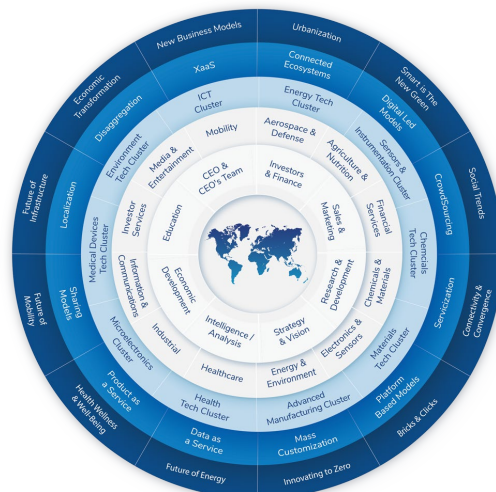 New Business Models
Urbanization
Smart is The
New Green
Social Trends
Connectivity &
Convergence
Bricks & Clicks
Innovating to Zero
Future of Energy
Health Wellness
& Well-Being
Future of
Mobility
Future of
Infrastructure
Economic
Transformation
XaaS
Connected
Ecosystems
Digital Led
Models
CrowdSourcing
Servicization
Platform
Based Models
Mass
Customization
Data as
a Service
Product as
a Service
Sharing
Models
Localization
Disaggregation
ICT
Cluster
Energy Tech
Cluster
Sensors &
Instrumentation Cluster
Chemcials
Tech Cluster
Materials
Tech Cluster
Advanced
Manufacturing Cluster
Health
Tech Cluster
Microelectronics
Cluster
Medical Devices
Tech Cluster
Environment
Tech Cluster
Mobility
Aerospace &
Defense
Agriculture &
Nutrition
Financial
Services
Chemicals &
Materials
Electronics &
Sensors
Energy &
Environment
Healthcare
Industrial
Information &
Communications
Investor
Services
Media &
Entertainment
CEO &
CEO's Team
Investors
& Finance
Sales &
Marketing
Research &
Development
Strategy
& Vision
Intelligence /
Analysis
Economic
Development
Education